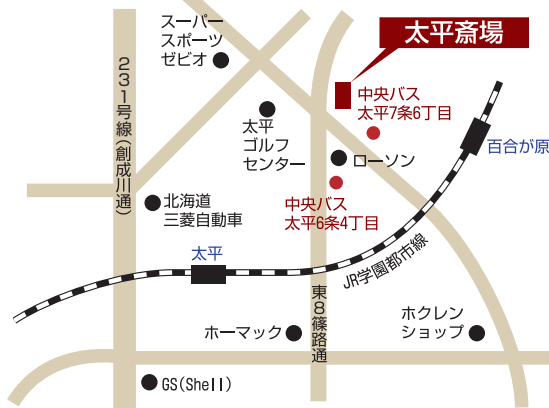 太平斎場
スーパー
スポーツ
ゼビオ
231号線(創成川通)
中央バス
太平7条6丁目
太平
ゴルフ
センター
百合が原
ローソン
北海道
三菱自動車
中央バス
太平6条4丁目
太平
JR学園都市線
東8篠路通
ホーマック
ホクレン
ショップ
GS(Shell)